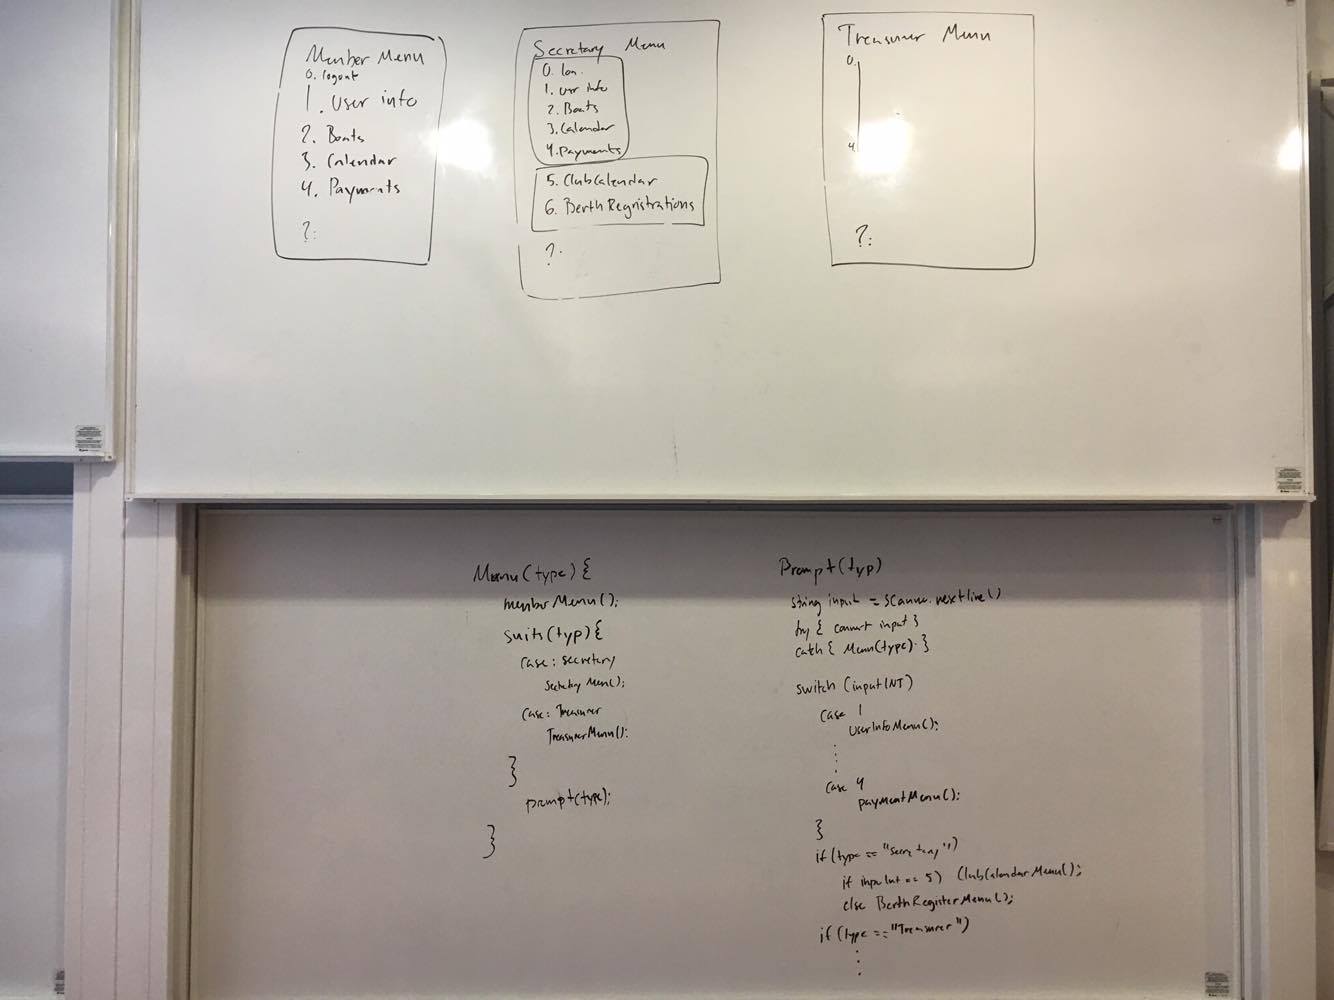 Member Menu
0. logout
1. User info
2. Boats
3. Calendar
4. Payments
?:
Secretary Menu
0. lon.
1. usr info
2. Boats
3. Calendar
4. Payments
5. ClubCalendar
6. Berth Regnistrations
?.
Treasurer Menu
0.
4.
?:
Menu(type){
memberMenu();
(typ){
case: secretary
Menu();
case: Treasurer
TreasurerMenu();
}
prompt(type);
}
Prompt(typ)
string input = Scanner.nextline()
try { convert input }
cath { Menu(type). }
switch (inputINT)
case 1
UserInfoMenu();
case 4
paymentMenu();
}
if (type == "Secretary")
if inputInt == 5) ClubCalendarMenu();
else BerthRegisterMenu();
if (type == "Treasurer")